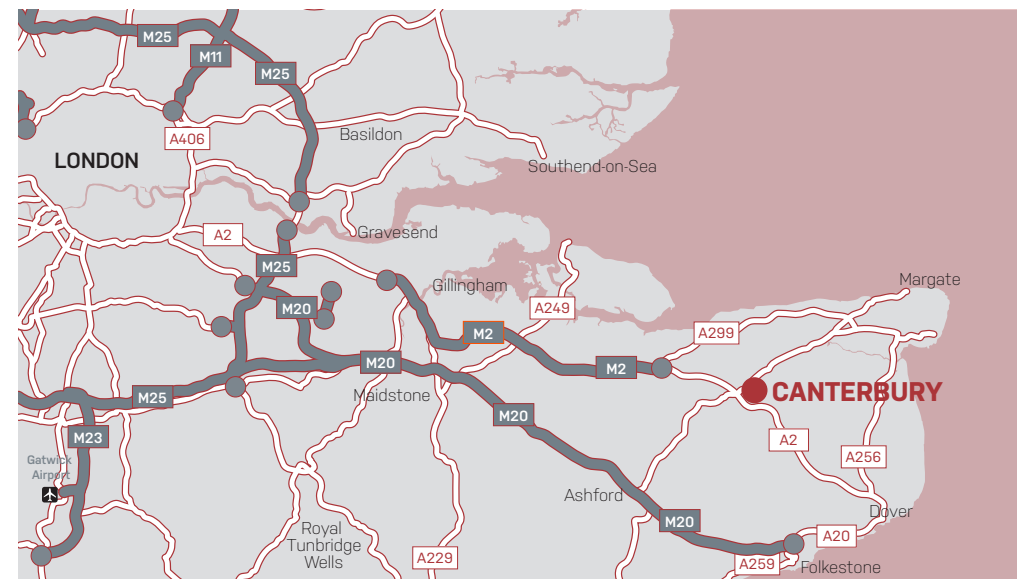 M25
M11
M25
A406
Basildon
LONDON
Southend-on-Sea
A2
Gravesend
M25
Gillingham
Margate
M20
A249
M2
A299
M20
M2
Maidstone
CANTERBURY
M25
M20
M23
A2
Gatwick
Airport
A256
Ashford
Dover
M20
Royal
Tunbridge
Wells
A20
A229
A259
Folkestone